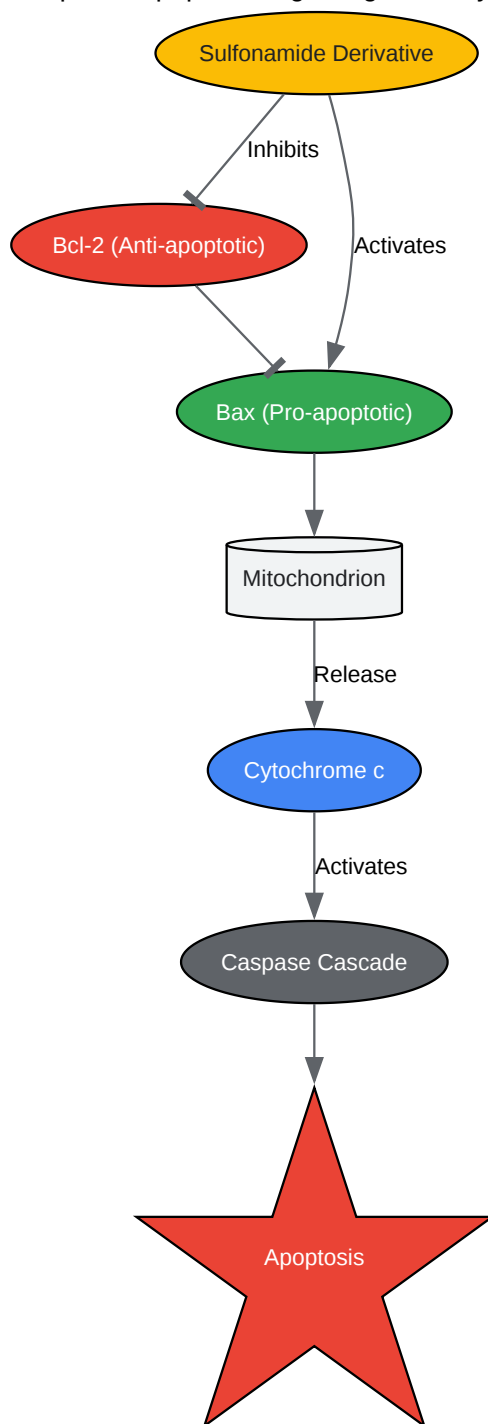 Sulfonamide Derivative
Inhibits
Bcl-2 (Anti-apoptotic)
Activates
Bax (Pro-apoptotic)
Mitochondrion
Release
Cytochrome c
Activates
Caspase Cascade
Apoptosis